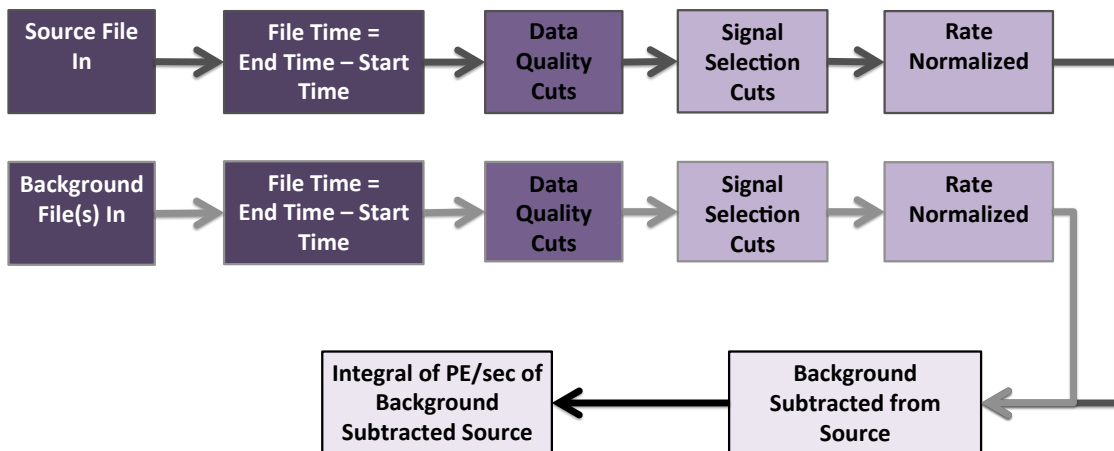 Source File
In
File Time =
End Time – Start
Time
Data
Quality
Cuts
Signal
Selection
Cuts
Rate
Normalized
Background
File(s) In
File Time =
End Time – Start
Time
Data
Quality
Cuts
Signal
Selection
Cuts
Rate
Normalized
Integral of PE/sec of
Background
Subtracted Source
Background
Subtracted from
Source